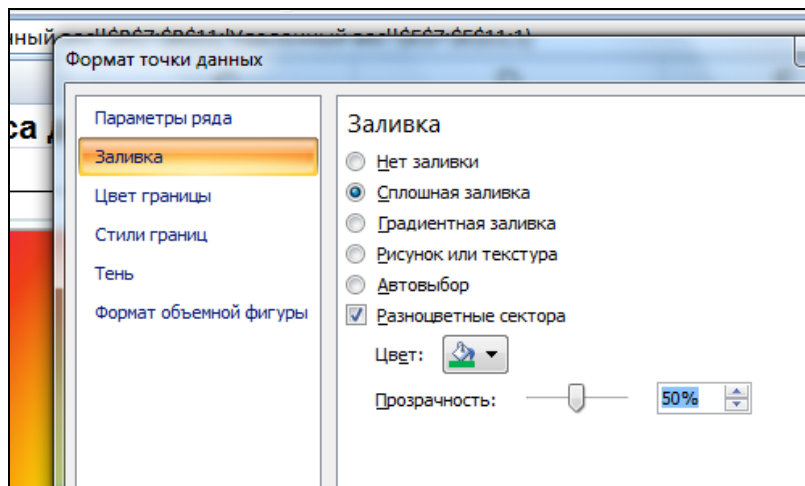 Формат точки данных
са
Параметры ряда
Заливка
Цвет границы
Стили границ
Тень
Формат объемной фигуры
Заливка
Нет заливки
Сплошная заливка
Градиентная заливка
Рисунок или текстура
Автовыбор
Разноцветные сектора
Цвет:
Прозрачность: 50%